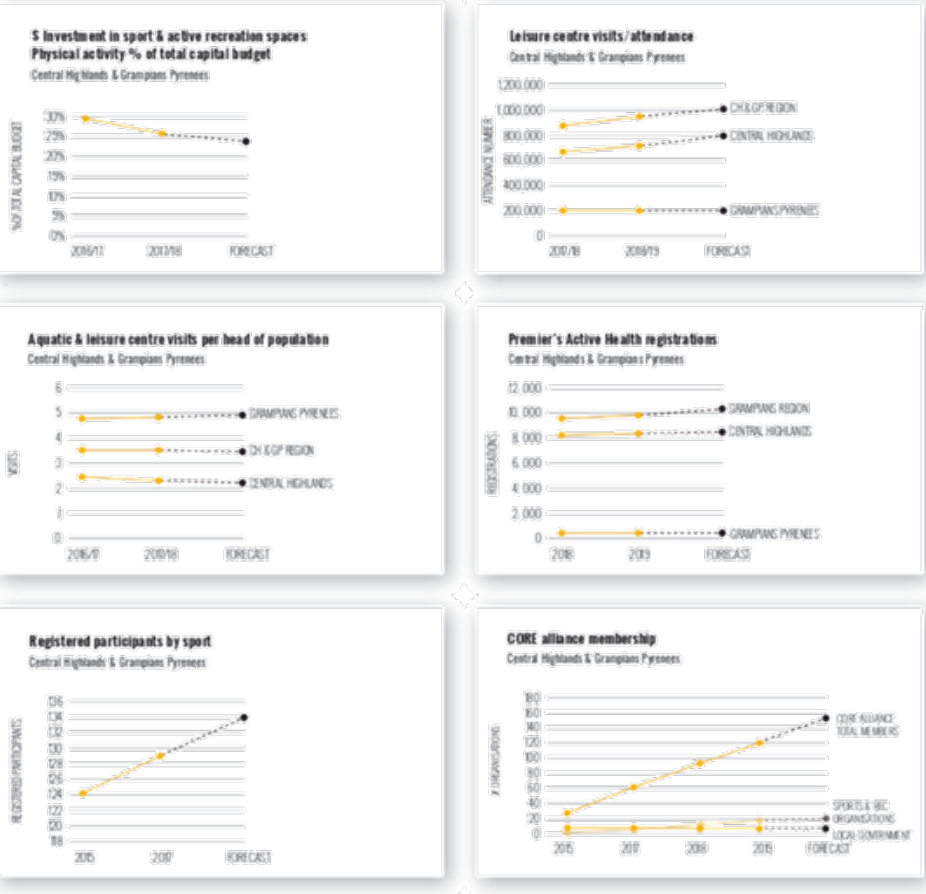 $ Investment in sport & active recreation spaces
Physical activity % of total capital budget
Central Highlands & Grampians Pyrenees
% OF TOTAL CAPITAL BUDGET
30%
25%
20%
15%
10%
5%
0%
2016/17 2017/18 FORECAST
Leisure centre visits/attendance
Central Highlands & Grampians Pyrenees
ATTENDANCE NUMBER
1,200,000
1,000,000
800,000
600,000
400,000
200,000
0
CH & GP REGION
CENTRAL HIGHLANDS
GRAMPIANS PYRENEES
2017/18 2018/19 FORECAST
Aquatic & leisure centre visits per head of population
Central Highlands & Grampians Pyrenees
VISITS
6
5
4
3
2
1
0
GRAMPIANS PYRENEES
CH & GP REGION
CENTRAL HIGHLANDS
2016/17 2017/18 FORECAST
Premier's Active Health registrations
Central Highlands & Grampians Pyrenees
REGISTRATIONS
12,000
10,000
8,000
6,000
4,000
2,000
0
GRAMPIANS REGION
CENTRAL HIGHLANDS
GRAMPIANS PYRENEES
2018 2019 FORECAST
Registered participants by sport
Central Highlands & Grampians Pyrenees
REGISTERED PARTICIPANTS
136
134
132
130
128
126
124
122
120
118
2015 2017 FORECAST
CORE alliance membership
Central Highlands & Grampians Pyrenees
# ORGANISATIONS
180
160
140
120
100
80
60
40
20
0
CORE ALLIANCE
TOTAL MEMBERS
SPORTS & REC
ORGANISATIONS
LOCAL GOVERNMENT
2015 2017 2018 2019 FORECAST